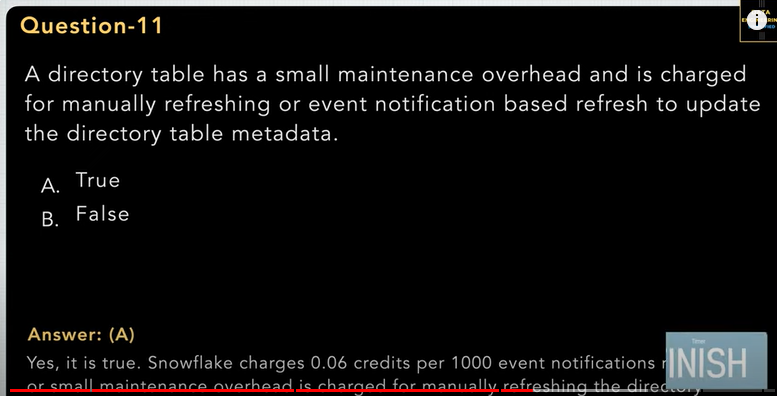 Question-11
A directory table has a small maintenance overhead and is charged
for manually refreshing or event notification based refresh to update
the directory table metadata.
A. True
B. False
Answer: (A)
Yes, it is true. Snowflake charges 0.06 credits per 1000 event notifications
or small maintenance overhead is charged for manually refreshing the directory
Timer
INISH